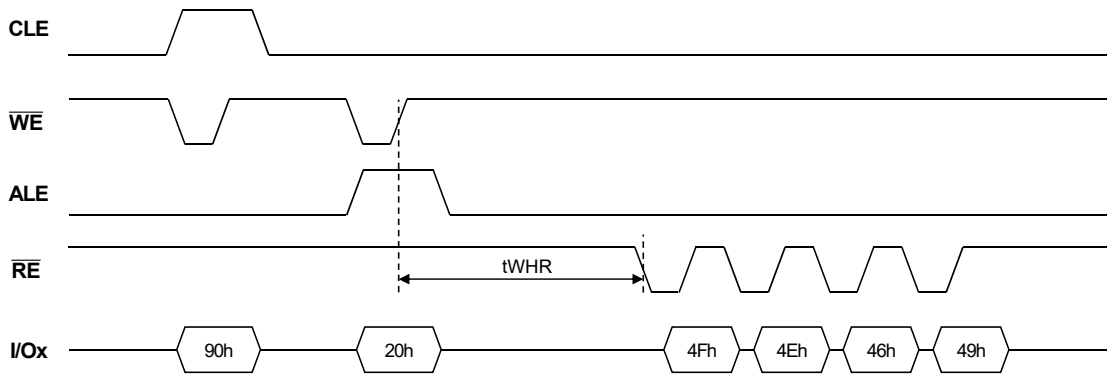 CLE
WE
ALE
RE
tWHR
I/Ox 90h 20h 4Fh 4Eh 46h 49h